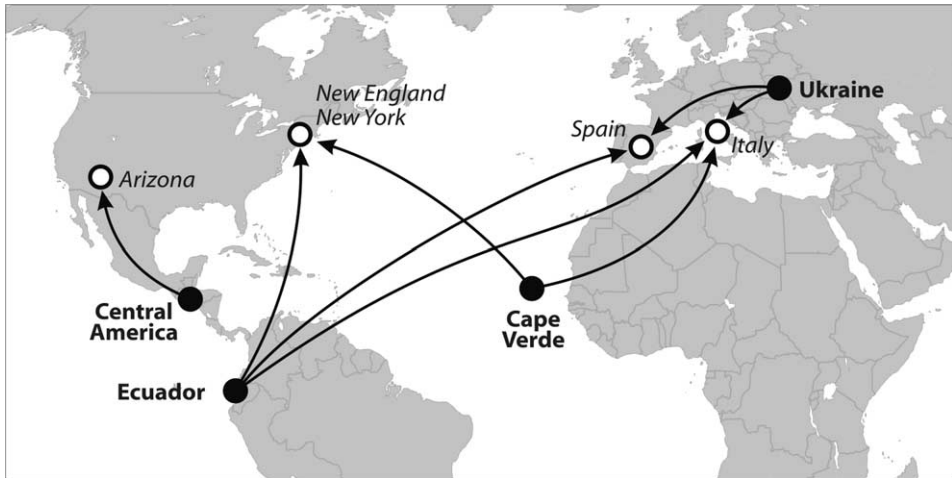 New England
New York
Ukraine
Spain
Italy
Arizona
Central
America
Cape
Verde
Ecuador